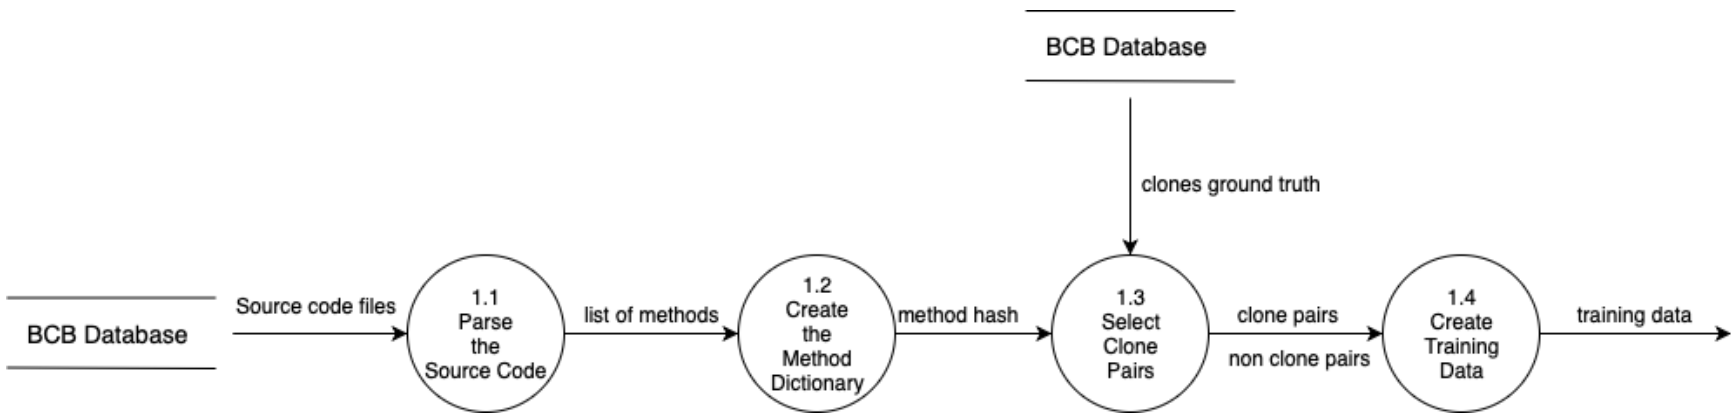 BCB Database
clones ground truth
BCB Database
Source code files
1.1
Parse
the
Source Code
list of methods
1.2
Create
the
Method
Dictionary
method hash
1.3
Select
Clone
Pairs
clone pairs
non clone pairs
1.4
Create
Training
Data
training data